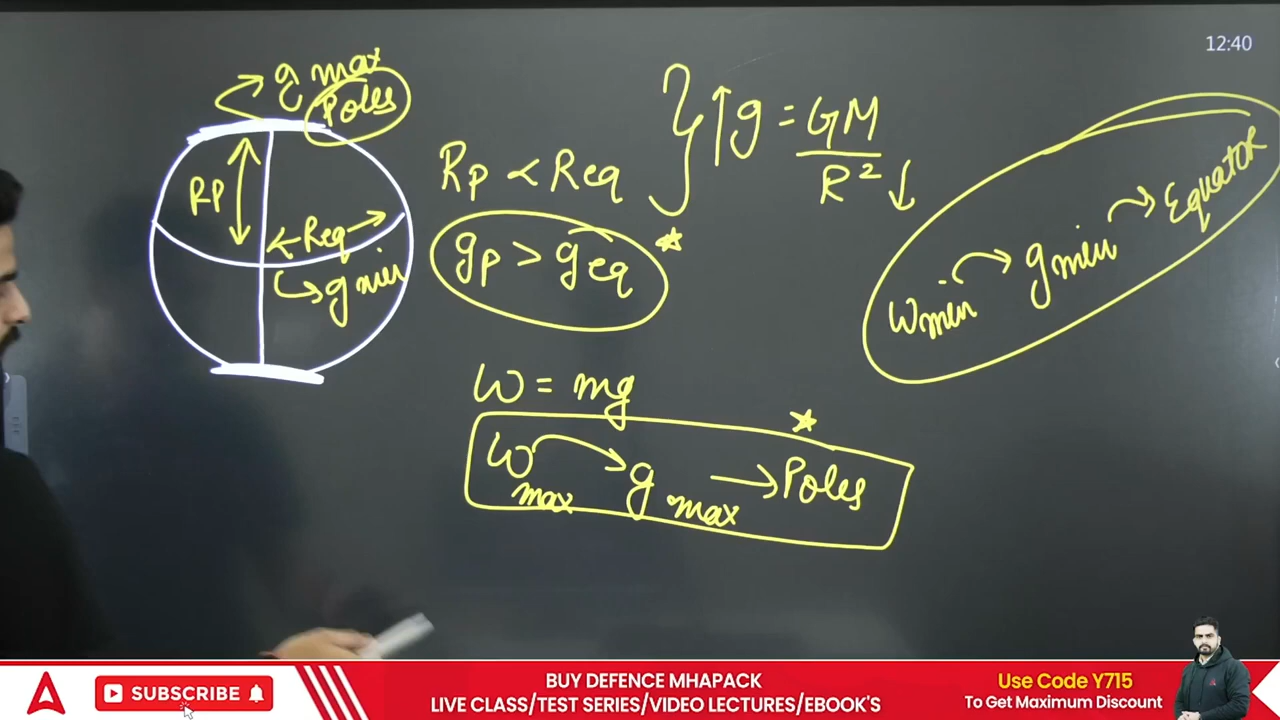 12:40
g max
Poles
RP
Req
g min
Rp < Req
g = GM
R² ↓
gp > geq
W = mg
W max → g max → Poles
Wmin → gmin → Equator
SUBSCRIBE
BUY DEFENCE MHAPACK
LIVE CLASS/TEST SERIES/VIDEO LECTURES/EBOOK'S
Use Code Y715
To Get Maximum Discount